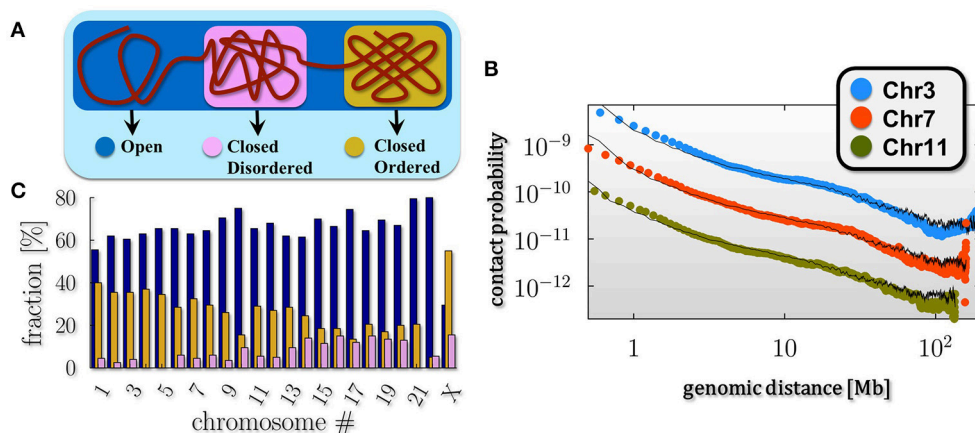 A
Open
Closed
Disordered
Closed
Ordered
B
Chr3
Chr7
Chr11
contact probability
10⁻⁹
10⁻¹⁰
10⁻¹¹
10⁻¹²
1
10
10²
genomic distance [Mb]
C
fraction [%]
80
60
40
20
0
1
3
5
7
9
11
13
15
17
19
21
X
chromosome #